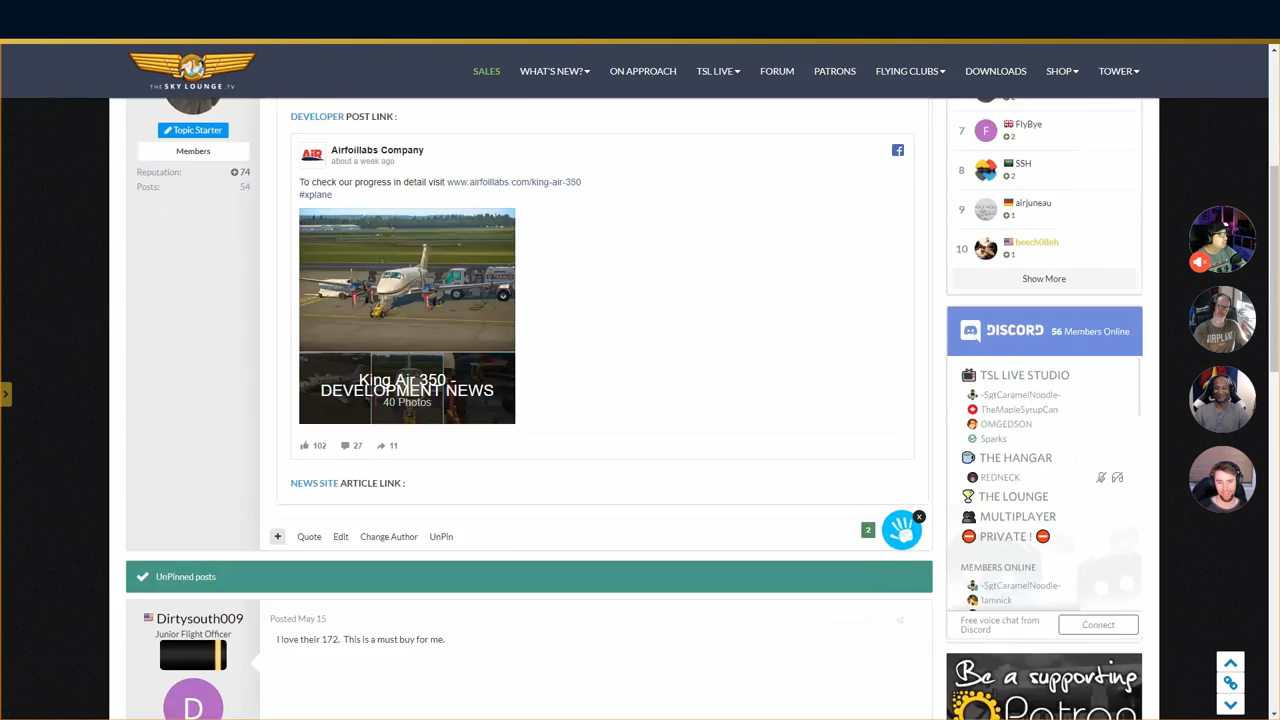 THE SKY LOUNGE.TV
SALES
WHAT'S NEW?
ON APPROACH
TSL LIVE
FORUM
PATRONS
FLYING CLUBS
DOWNLOADS
SHOP
TOWER
Topic Starter
Members
Reputation: 74
Posts: 54
DEVELOPER POST LINK :
AiR
Airfoillabs Company
about a week ago
To check our progress in detail visit www.airfoillabs.com/king-air-350
#xplane
King Air 350 -
DEVELOPMENT NEWS
40 Photos
102 27 11
NEWS SITE ARTICLE LINK :
+ Quote Edit Change Author UnPin
2
x
UnPinned posts
Dirtysouth009
Junior Flight Officer
D
Posted May 15
I love their 172. This is a must buy for me.
7 F FlyBye
2
8 SSH
2
9 airjuneau
1
10 beech08oh
1
Show More
DISCORD 56 Members Online
TSL LIVE STUDIO
-SgtCaramelNoodle-
TheMapleSyrupCan
OMGEDSON
Sparks
THE HANGAR
REDNECK
THE LOUNGE
MULTIPLAYER
PRIVATE !
MEMBERS ONLINE
-SgtCaramelNoodle-
1amnick
Free voice chat from
Discord
Connect
Be a supporting
Patron
AIRPLANE